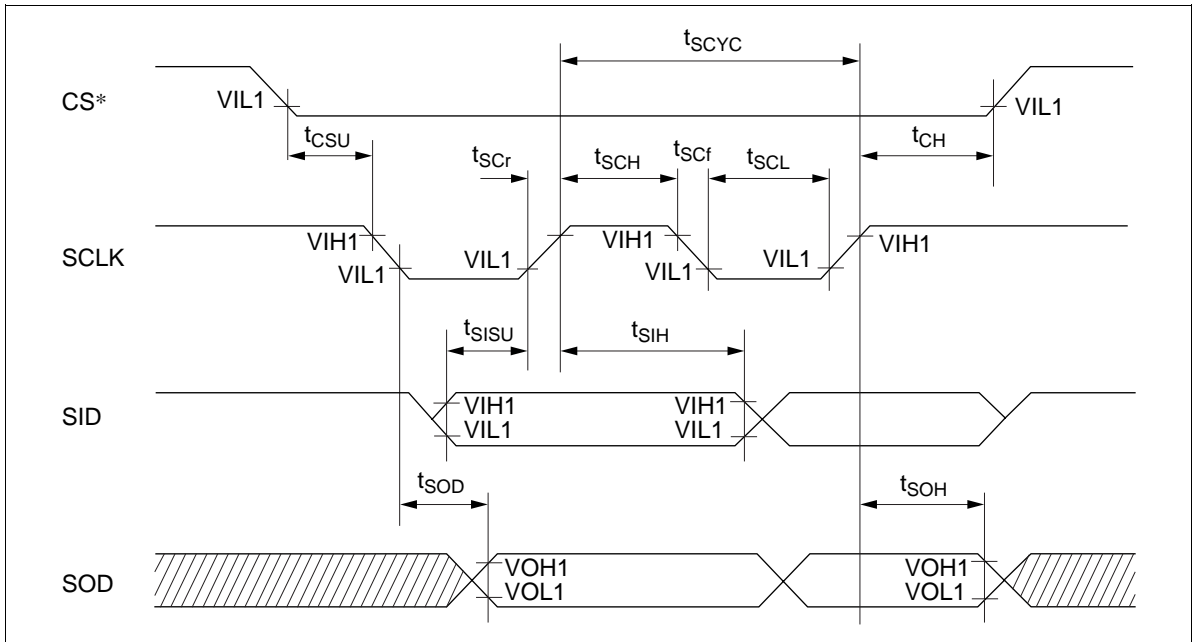 tSCYC
CS*
VIL1
VIL1
tCSU
tSCr
tSCH
tSCf
tSCL
tCH
SCLK
VIH1
VIL1
VIL1
VIH1
VIL1
VIL1
VIH1
tSISU
tSIH
SID
VIH1
VIL1
VIH1
VIL1
tSOD
tSOH
SOD
VOH1
VOL1
VOH1
VOL1